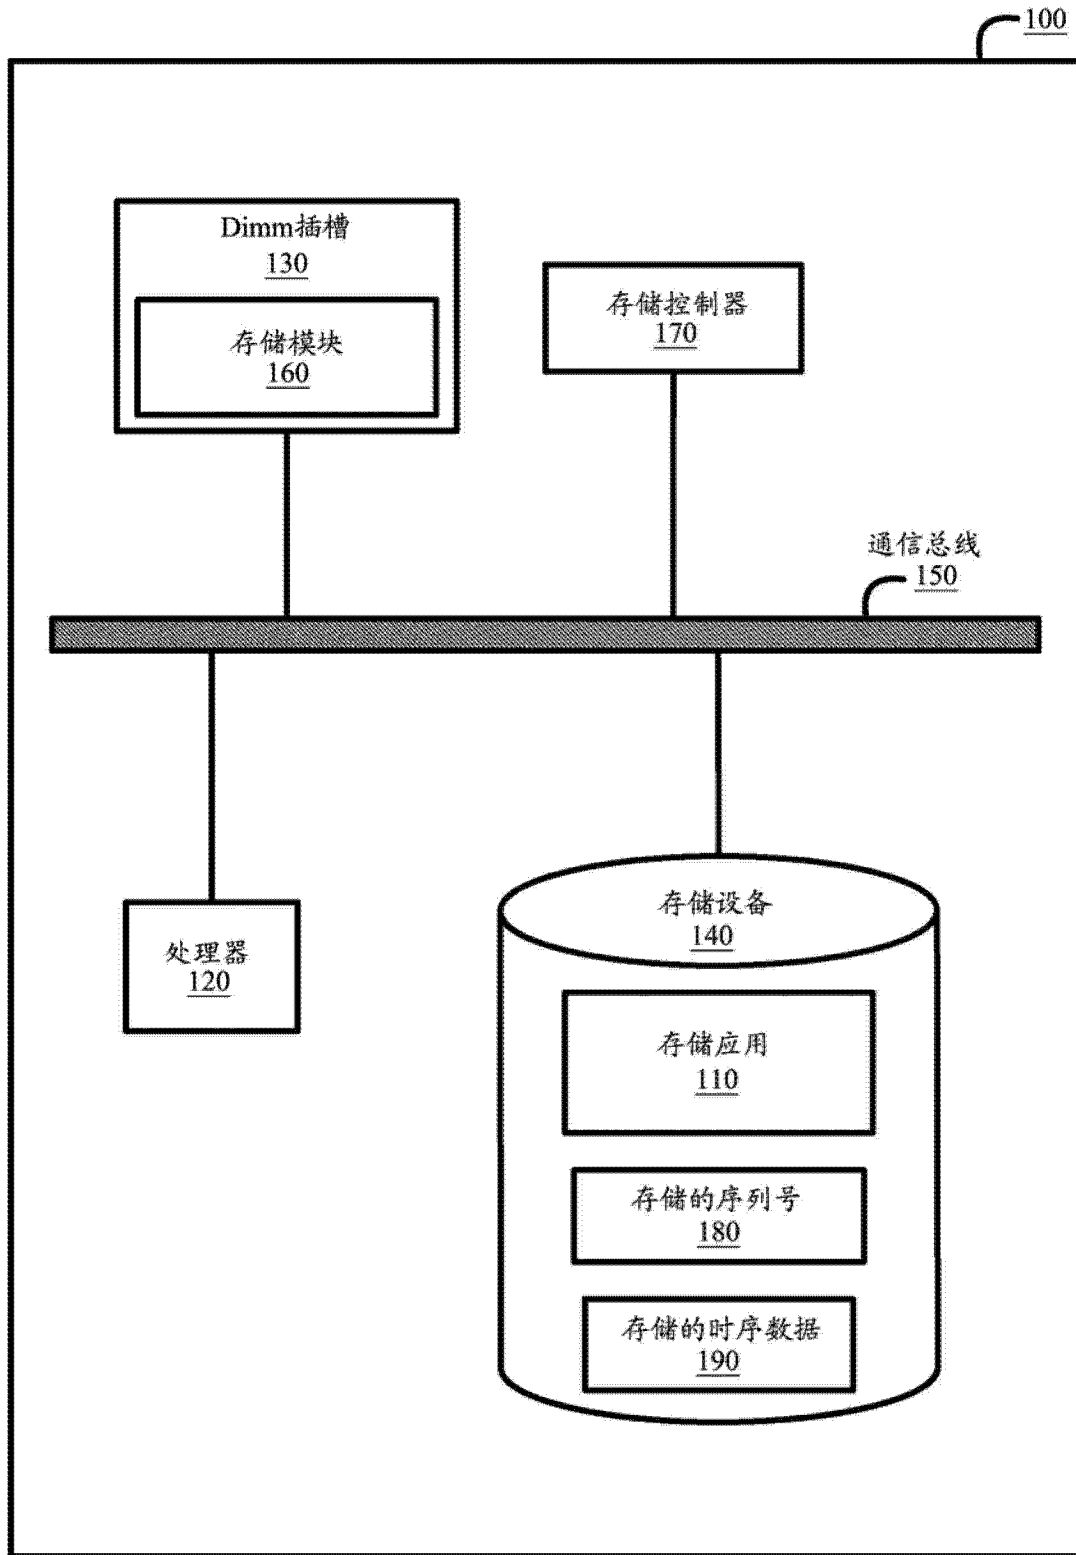 100
Dimm插槽
130
存储模块
160
存储控制器
170
通信总线
150
处理器
120
存储设备
140
存储应用
110
存储的序列号
180
存储的时序数据
190